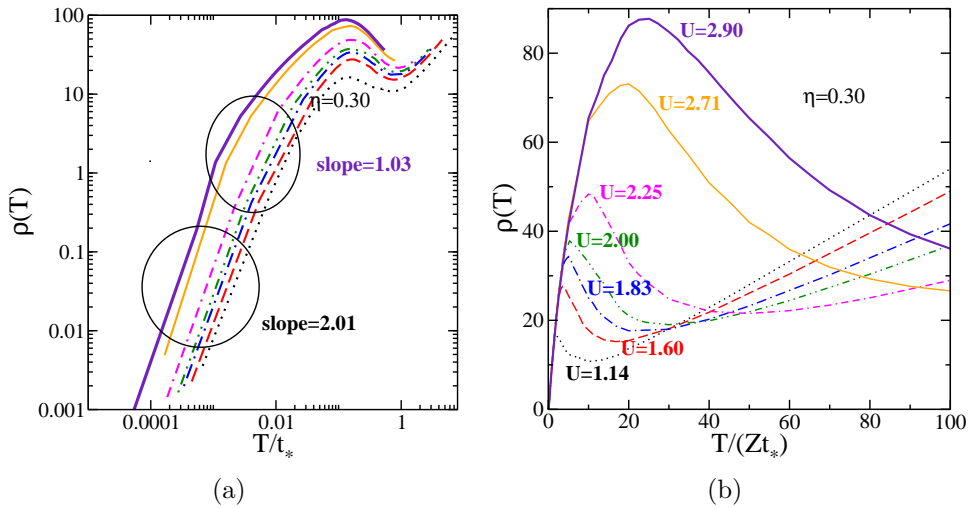 100
10
1
0.1
0.01
0.001
ρ(T)
η=0.30
slope=1.03
slope=2.01
0.0001
0.01
1
T/t*
(a)
80
60
40
20
0
ρ(T)
U=2.90
η=0.30
U=2.71
U=2.25
U=2.00
U=1.83
U=1.60
U=1.14
0
20
40
60
80
100
T/(Zt*)
(b)